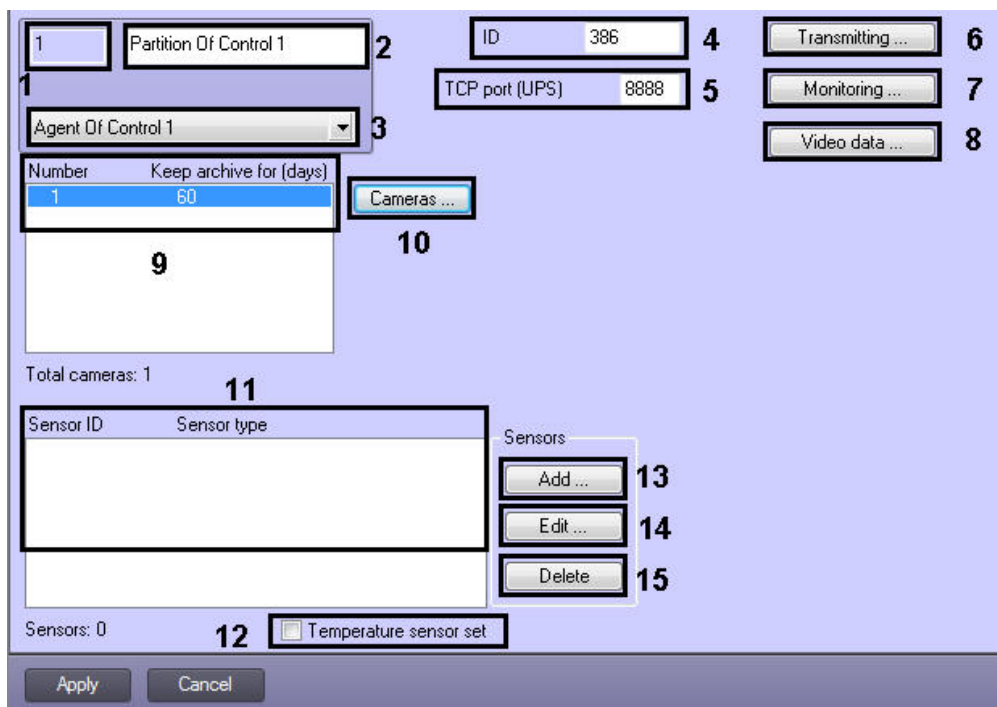 1 Partition Of Control 1 2
1
Agent Of Control 1 3
ID 386 4
TCP port (UPS) 8888 5
Transmitting ... 6
Monitoring ... 7
Video data ... 8
Number Keep archive for (days)
1 60
Cameras ...
10
9
Total cameras: 1
11
Sensor ID Sensor type
Sensors
Add ... 13
Edit ... 14
Delete 15
Sensors: 0
12 Temperature sensor set
Apply Cancel